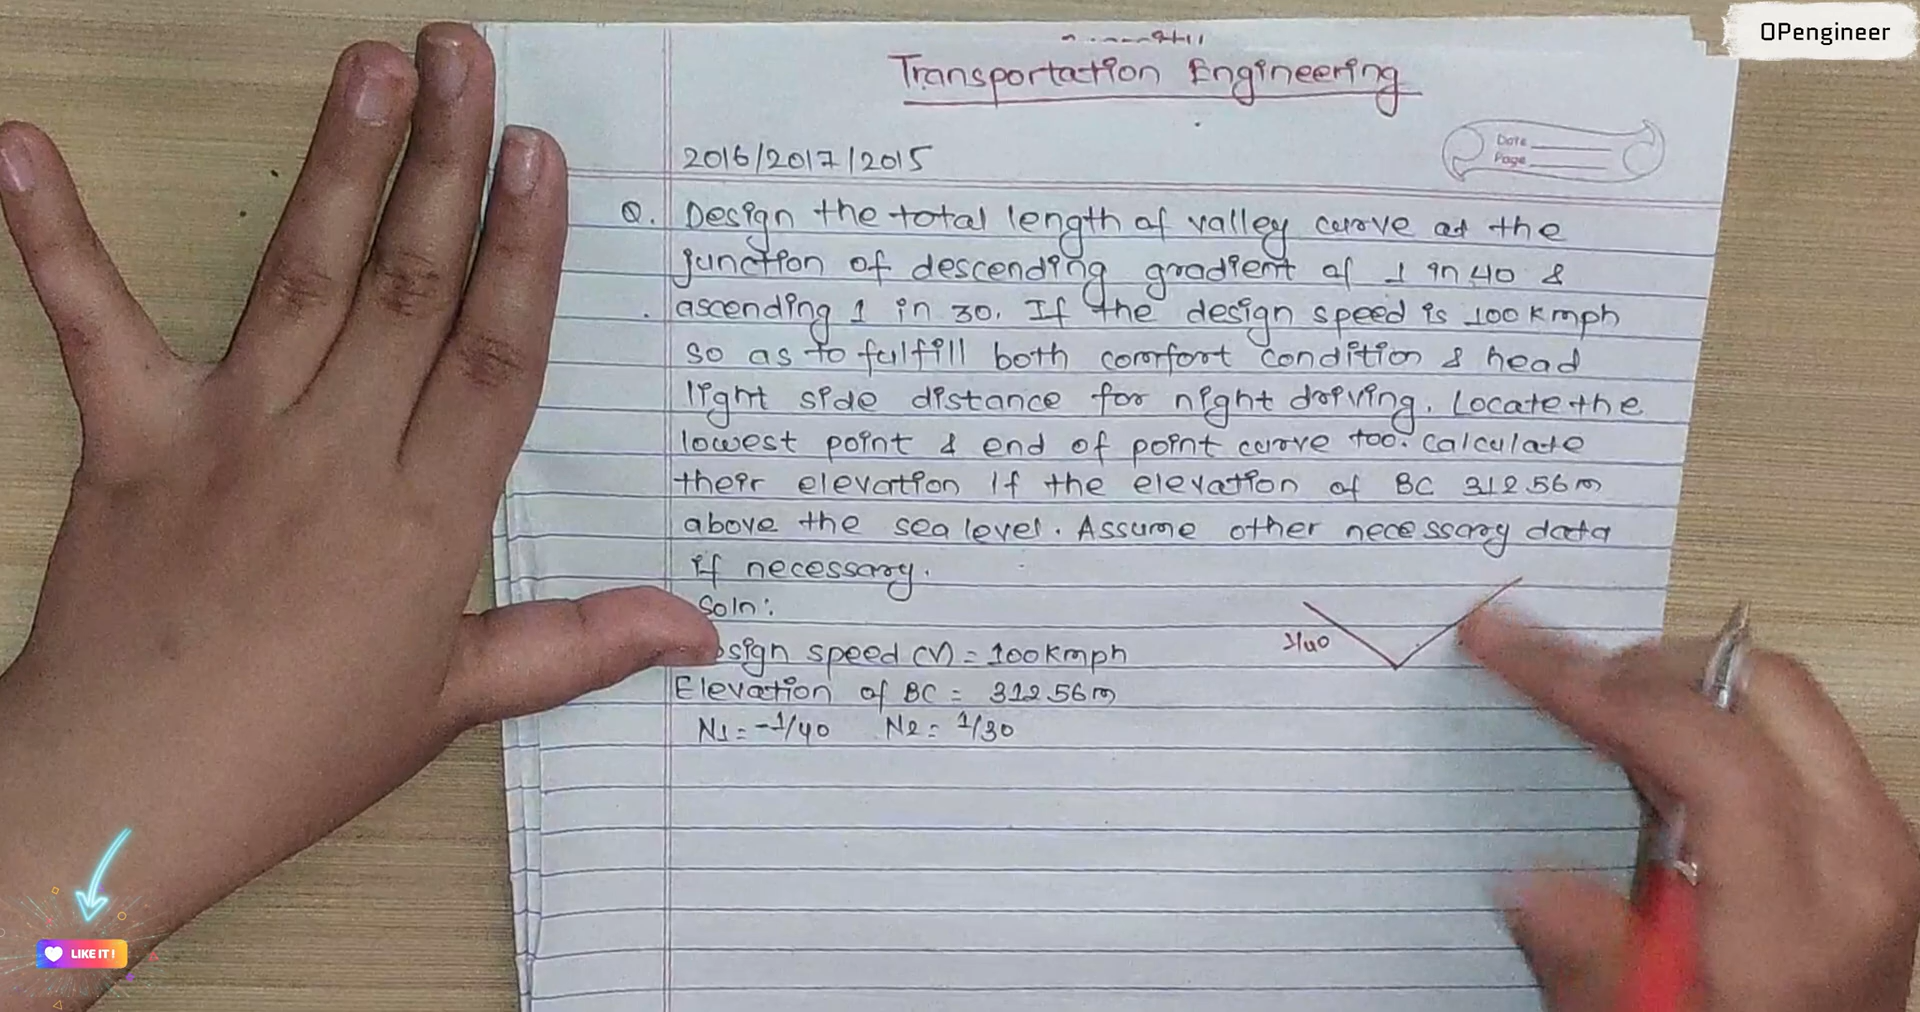 OPengineer
Transportation Engineering
Date
Page
2016/2017/2015
Q. Design the total length of valley curve at the
junction of descending gradient of 1 in 40 &
ascending 1 in 30. If the design speed is 100 kmph
so as to fulfill both comfort condition & head
light side distance for night driving. Locate the
lowest point & end of point curve too. calculate
their elevation If the elevation of BC 312.56m
above the sea level. Assume other necessary data
if necessary.
Soln:
sign speed (V) = 100kmph
1/40
Elevation of BC = 312.56m
N1 = -1/40 N2 = 1/30
LIKE IT!